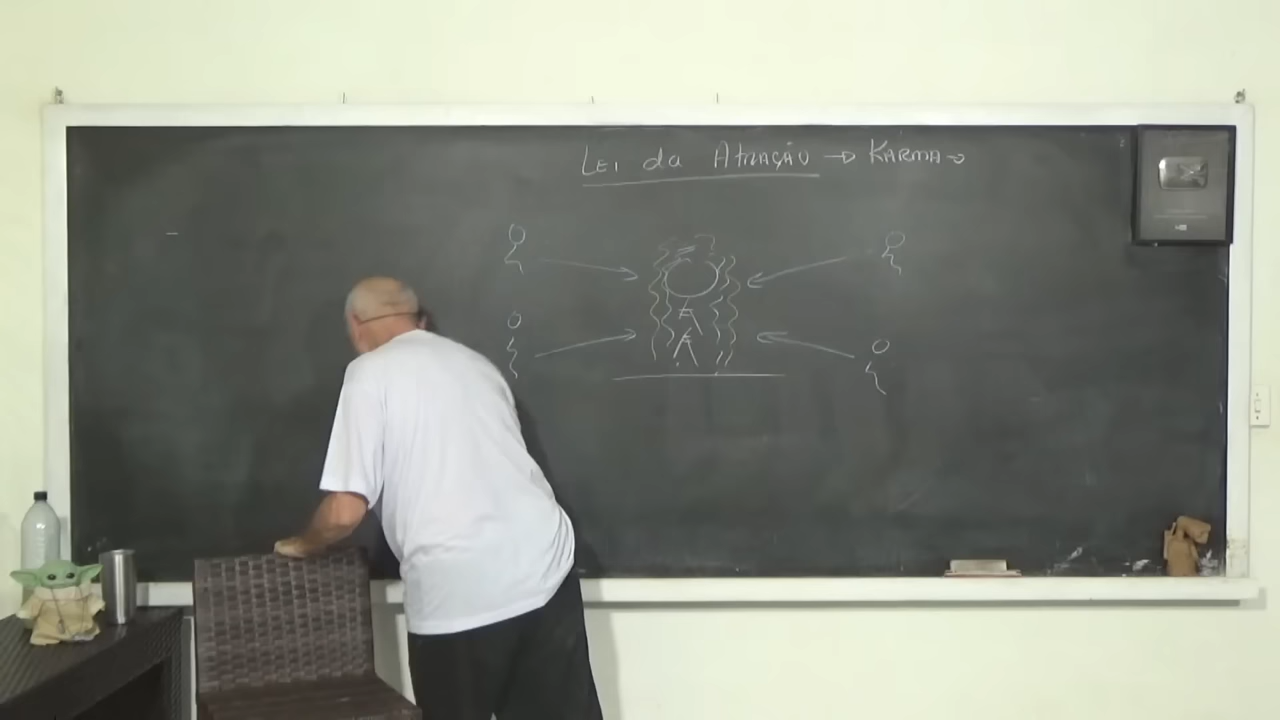 LEI da AtRAÇÃO → KARMA →